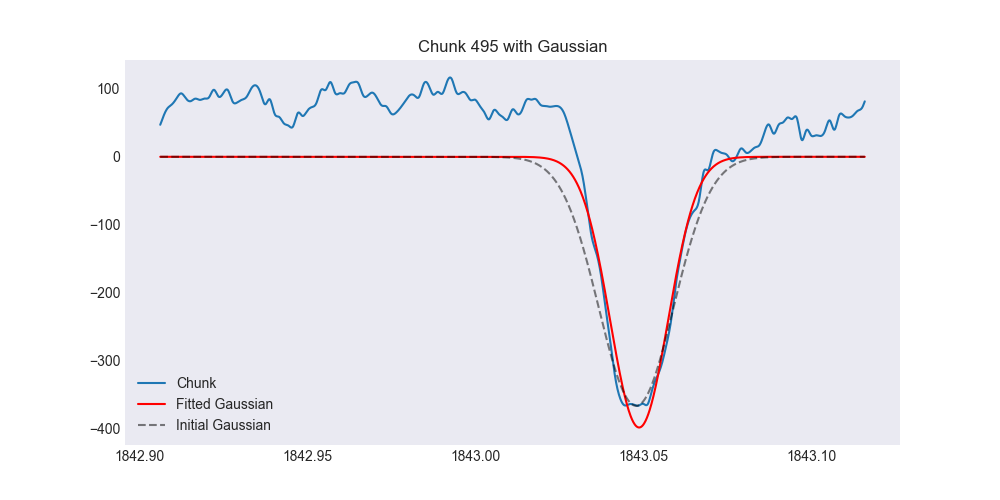 Chunk 495 with Gaussian
100
0
−100
−200
−300
−400
Chunk
Fitted Gaussian
Initial Gaussian
1842.90 1842.95 1843.00 1843.05 1843.10